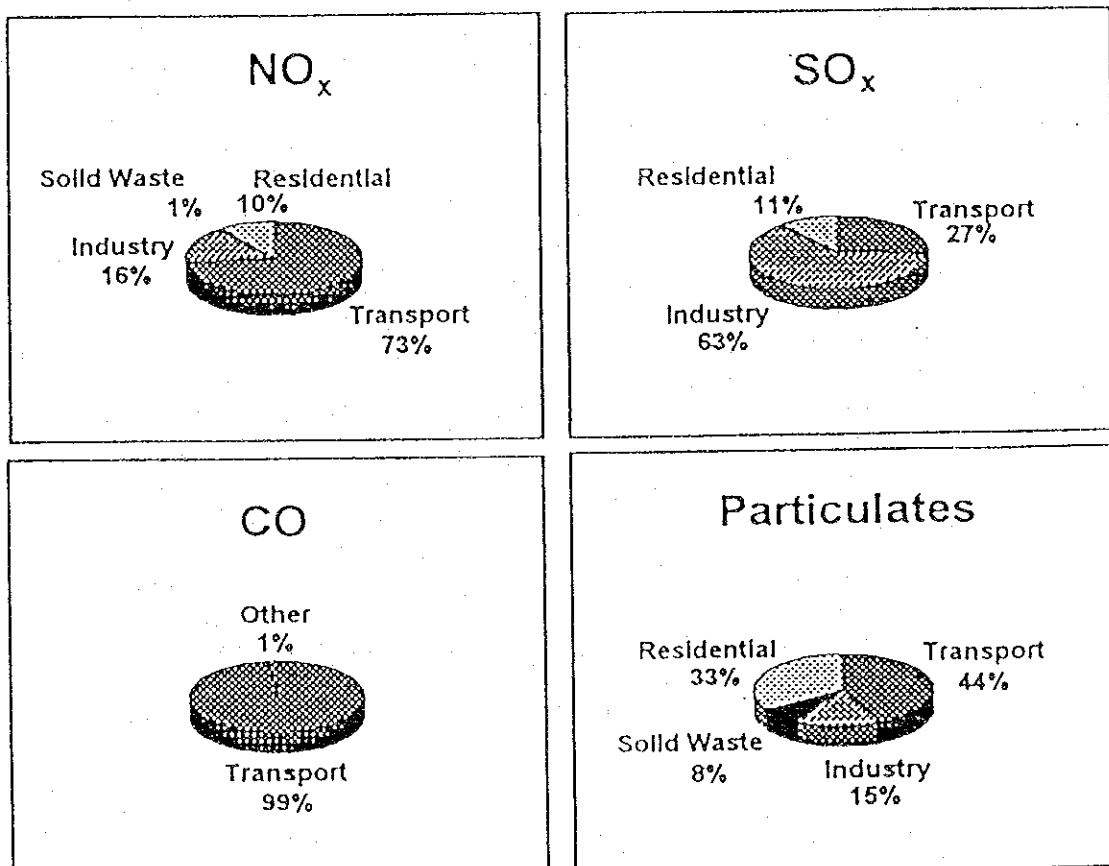 NOx
Solid Waste
1%
Residential
10%
Industry
16%
Transport
73%
SOx
Residential
11%
Transport
27%
Industry
63%
CO
Other
1%
Transport
99%
Particulates
Residential
33%
Transport
44%
Solid Waste
8%
Industry
15%